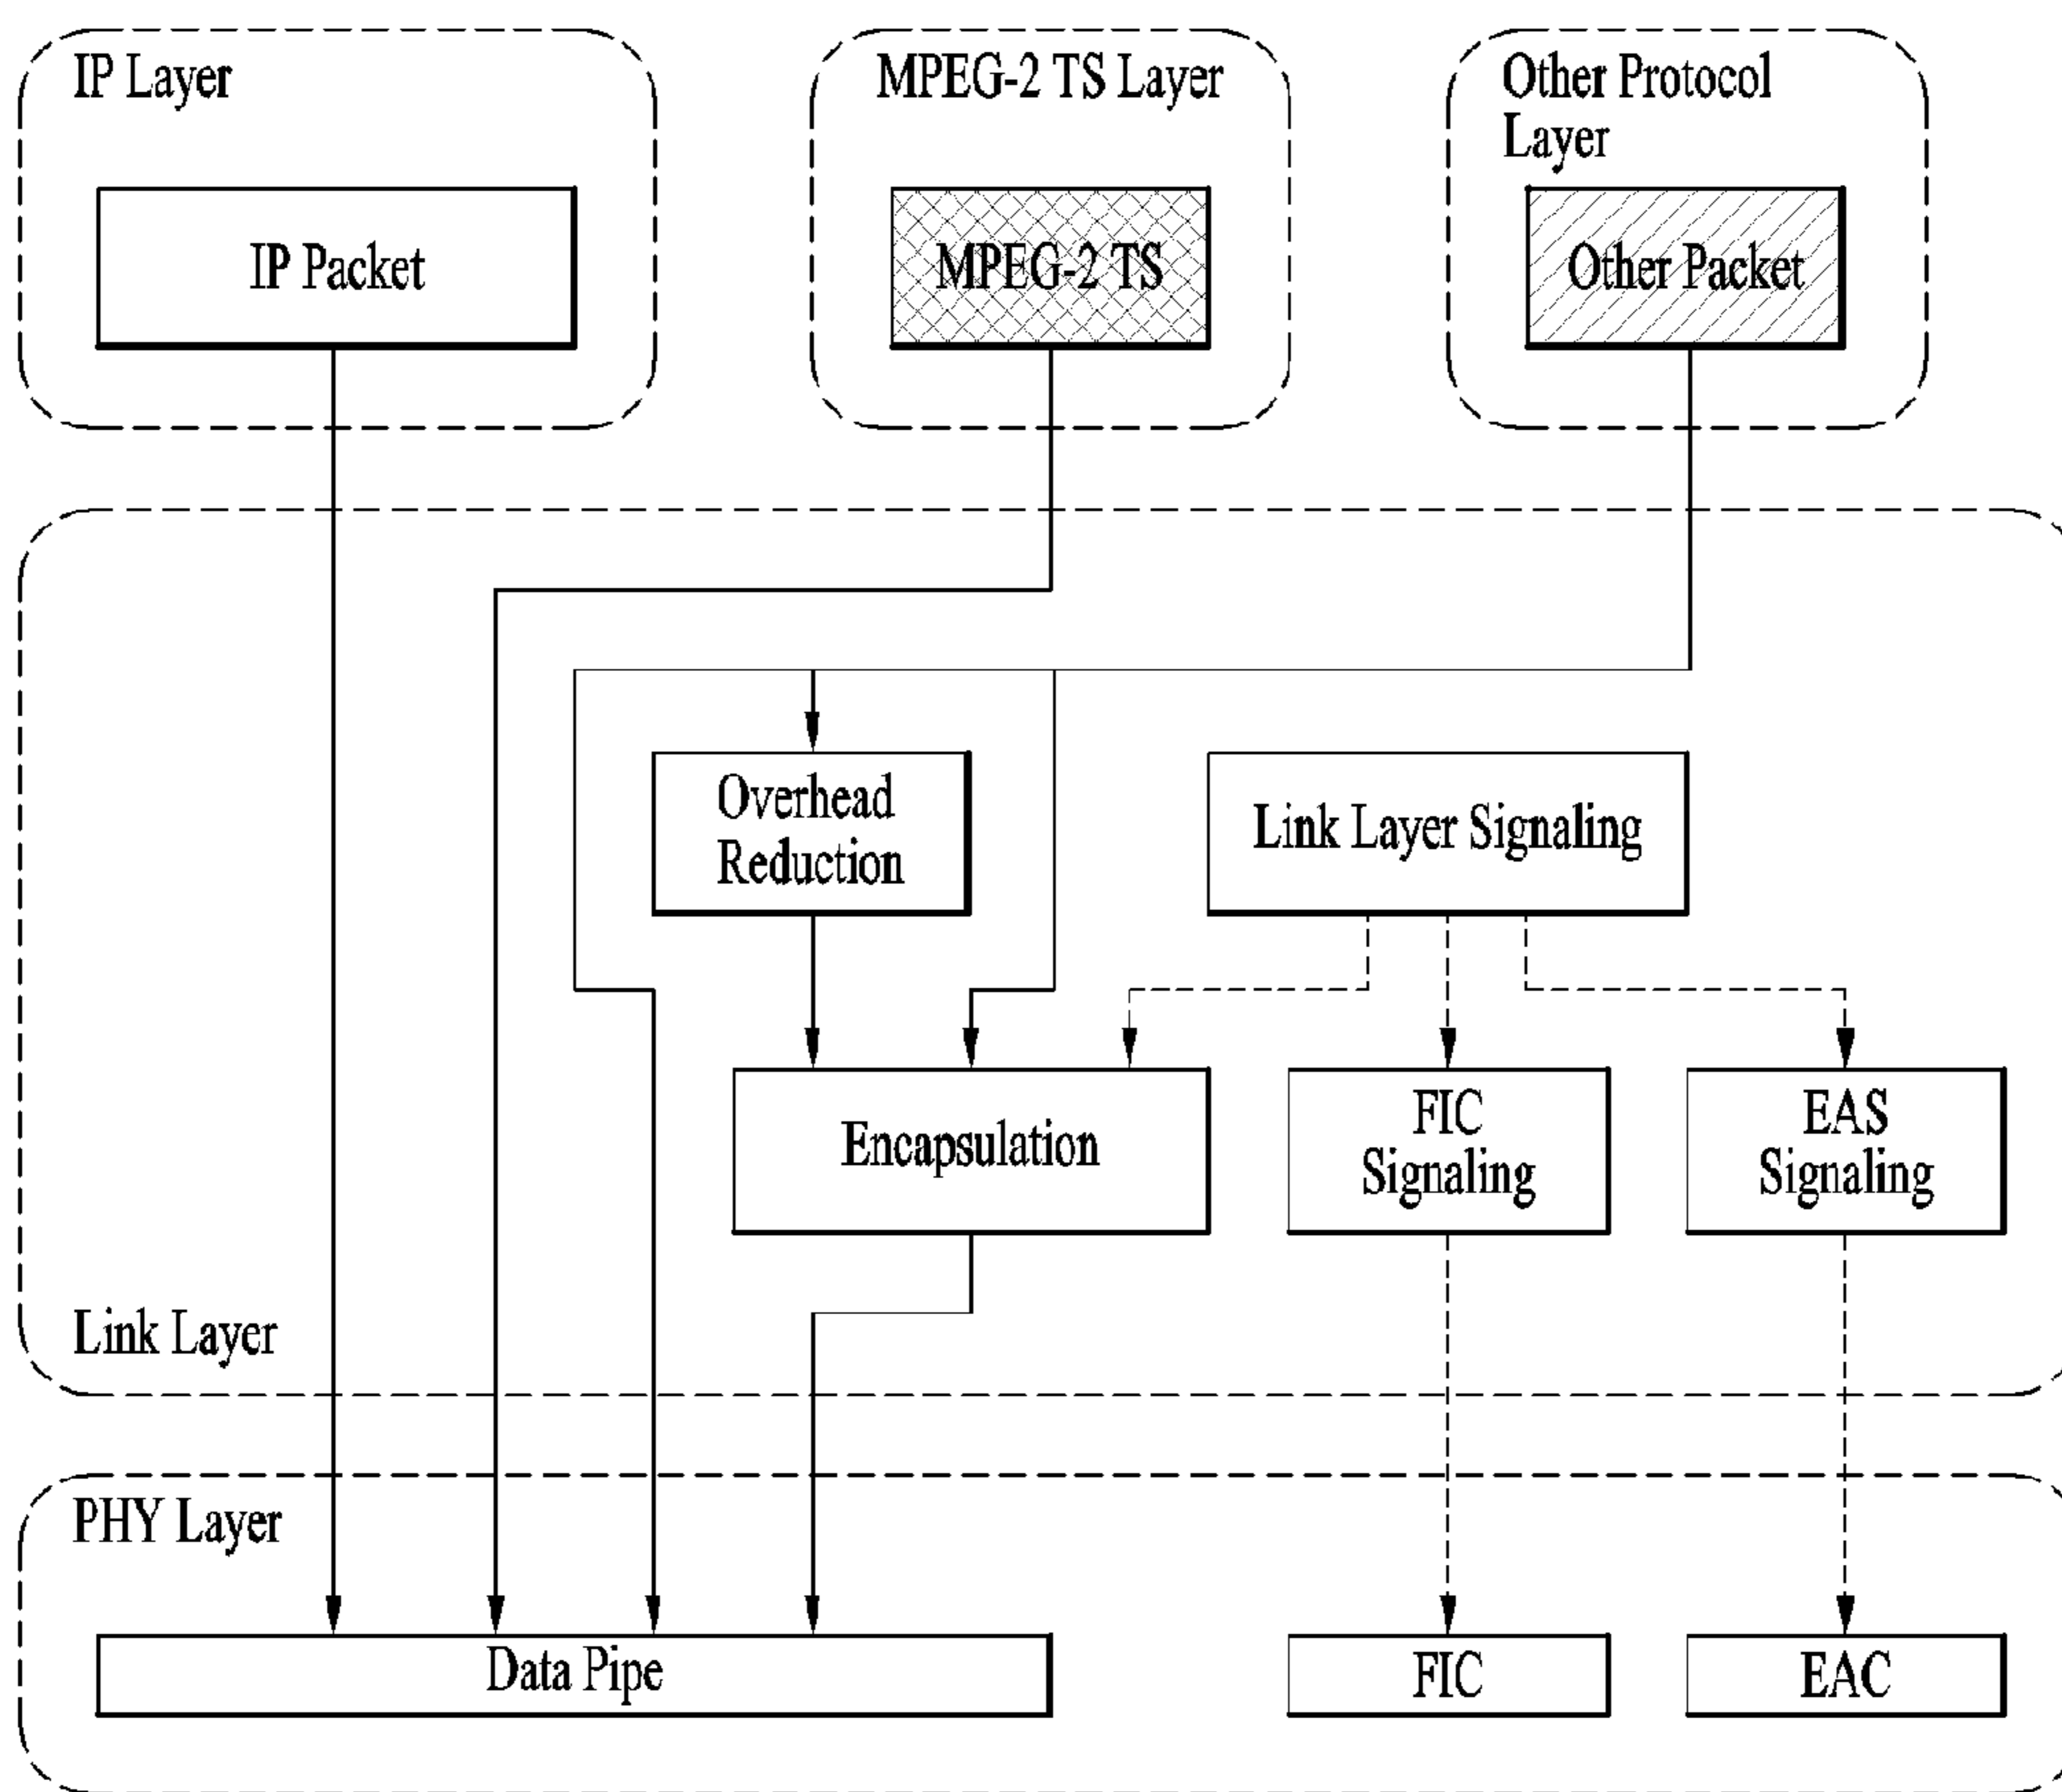 IP Layer
MPEG-2 TS Layer
Other Protocol
Layer
IP Packet
MPEG-2 TS
Other Packet
Overhead
Reduction
Link Layer Signaling
Encapsulation
FIC
Signaling
EAS
Signaling
Link Layer
PHY Layer
Data Pipe
FIC
EAC